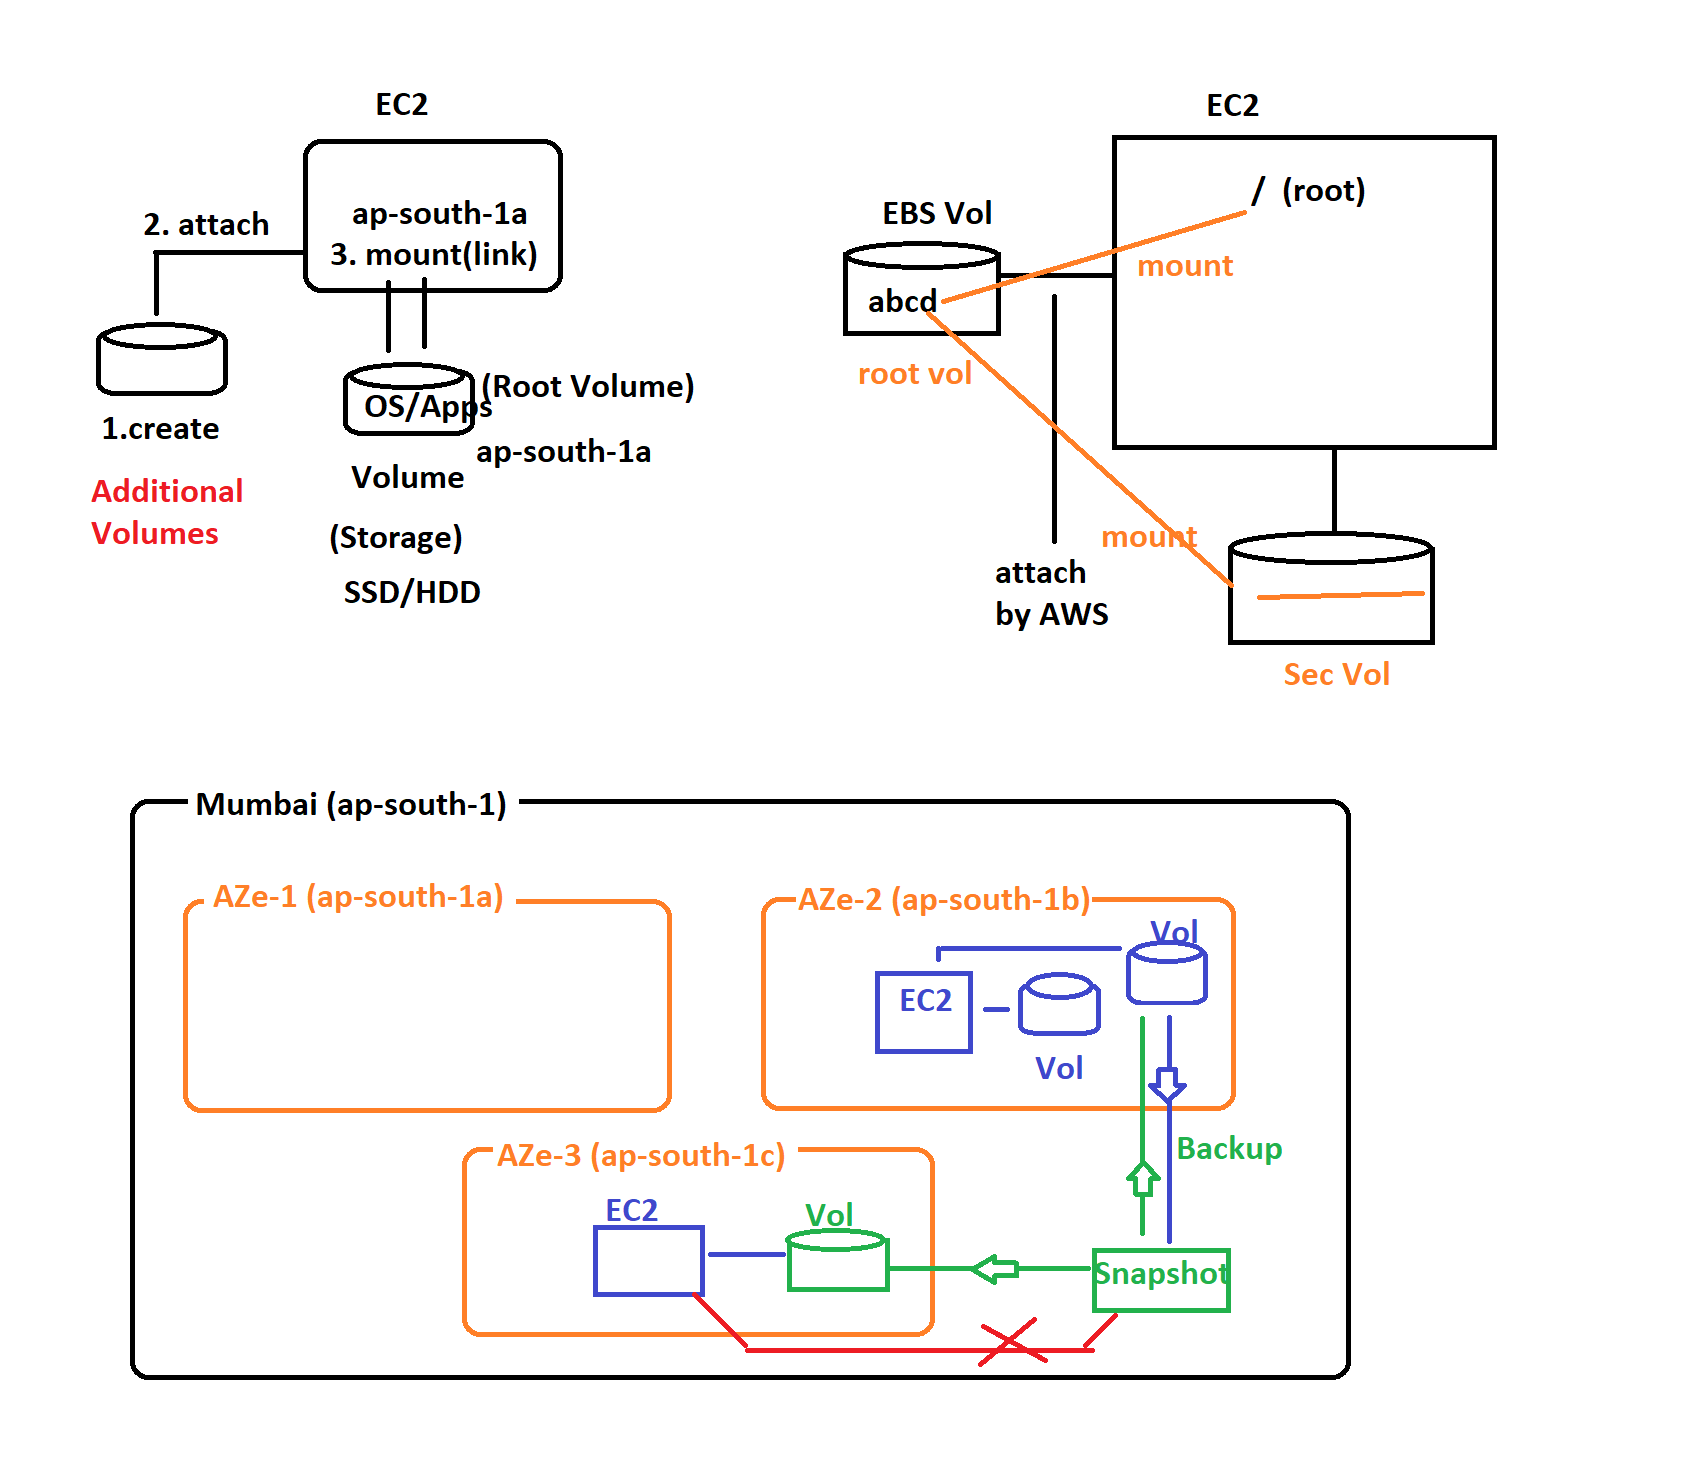 EC2
ap-south-1a
2. attach
3. mount(link)
OS/Apps
(Root Volume)
1.create
ap-south-1a
Volume
Additional
Volumes
(Storage)
SSD/HDD
EC2
/ (root)
EBS Vol
mount
abcd
root vol
mount
attach
by AWS
Sec Vol
Mumbai (ap-south-1)
AZe-1 (ap-south-1a)
AZe-2 (ap-south-1b)
Vol
EC2
Vol
Backup
AZe-3 (ap-south-1c)
EC2
Vol
Snapshot